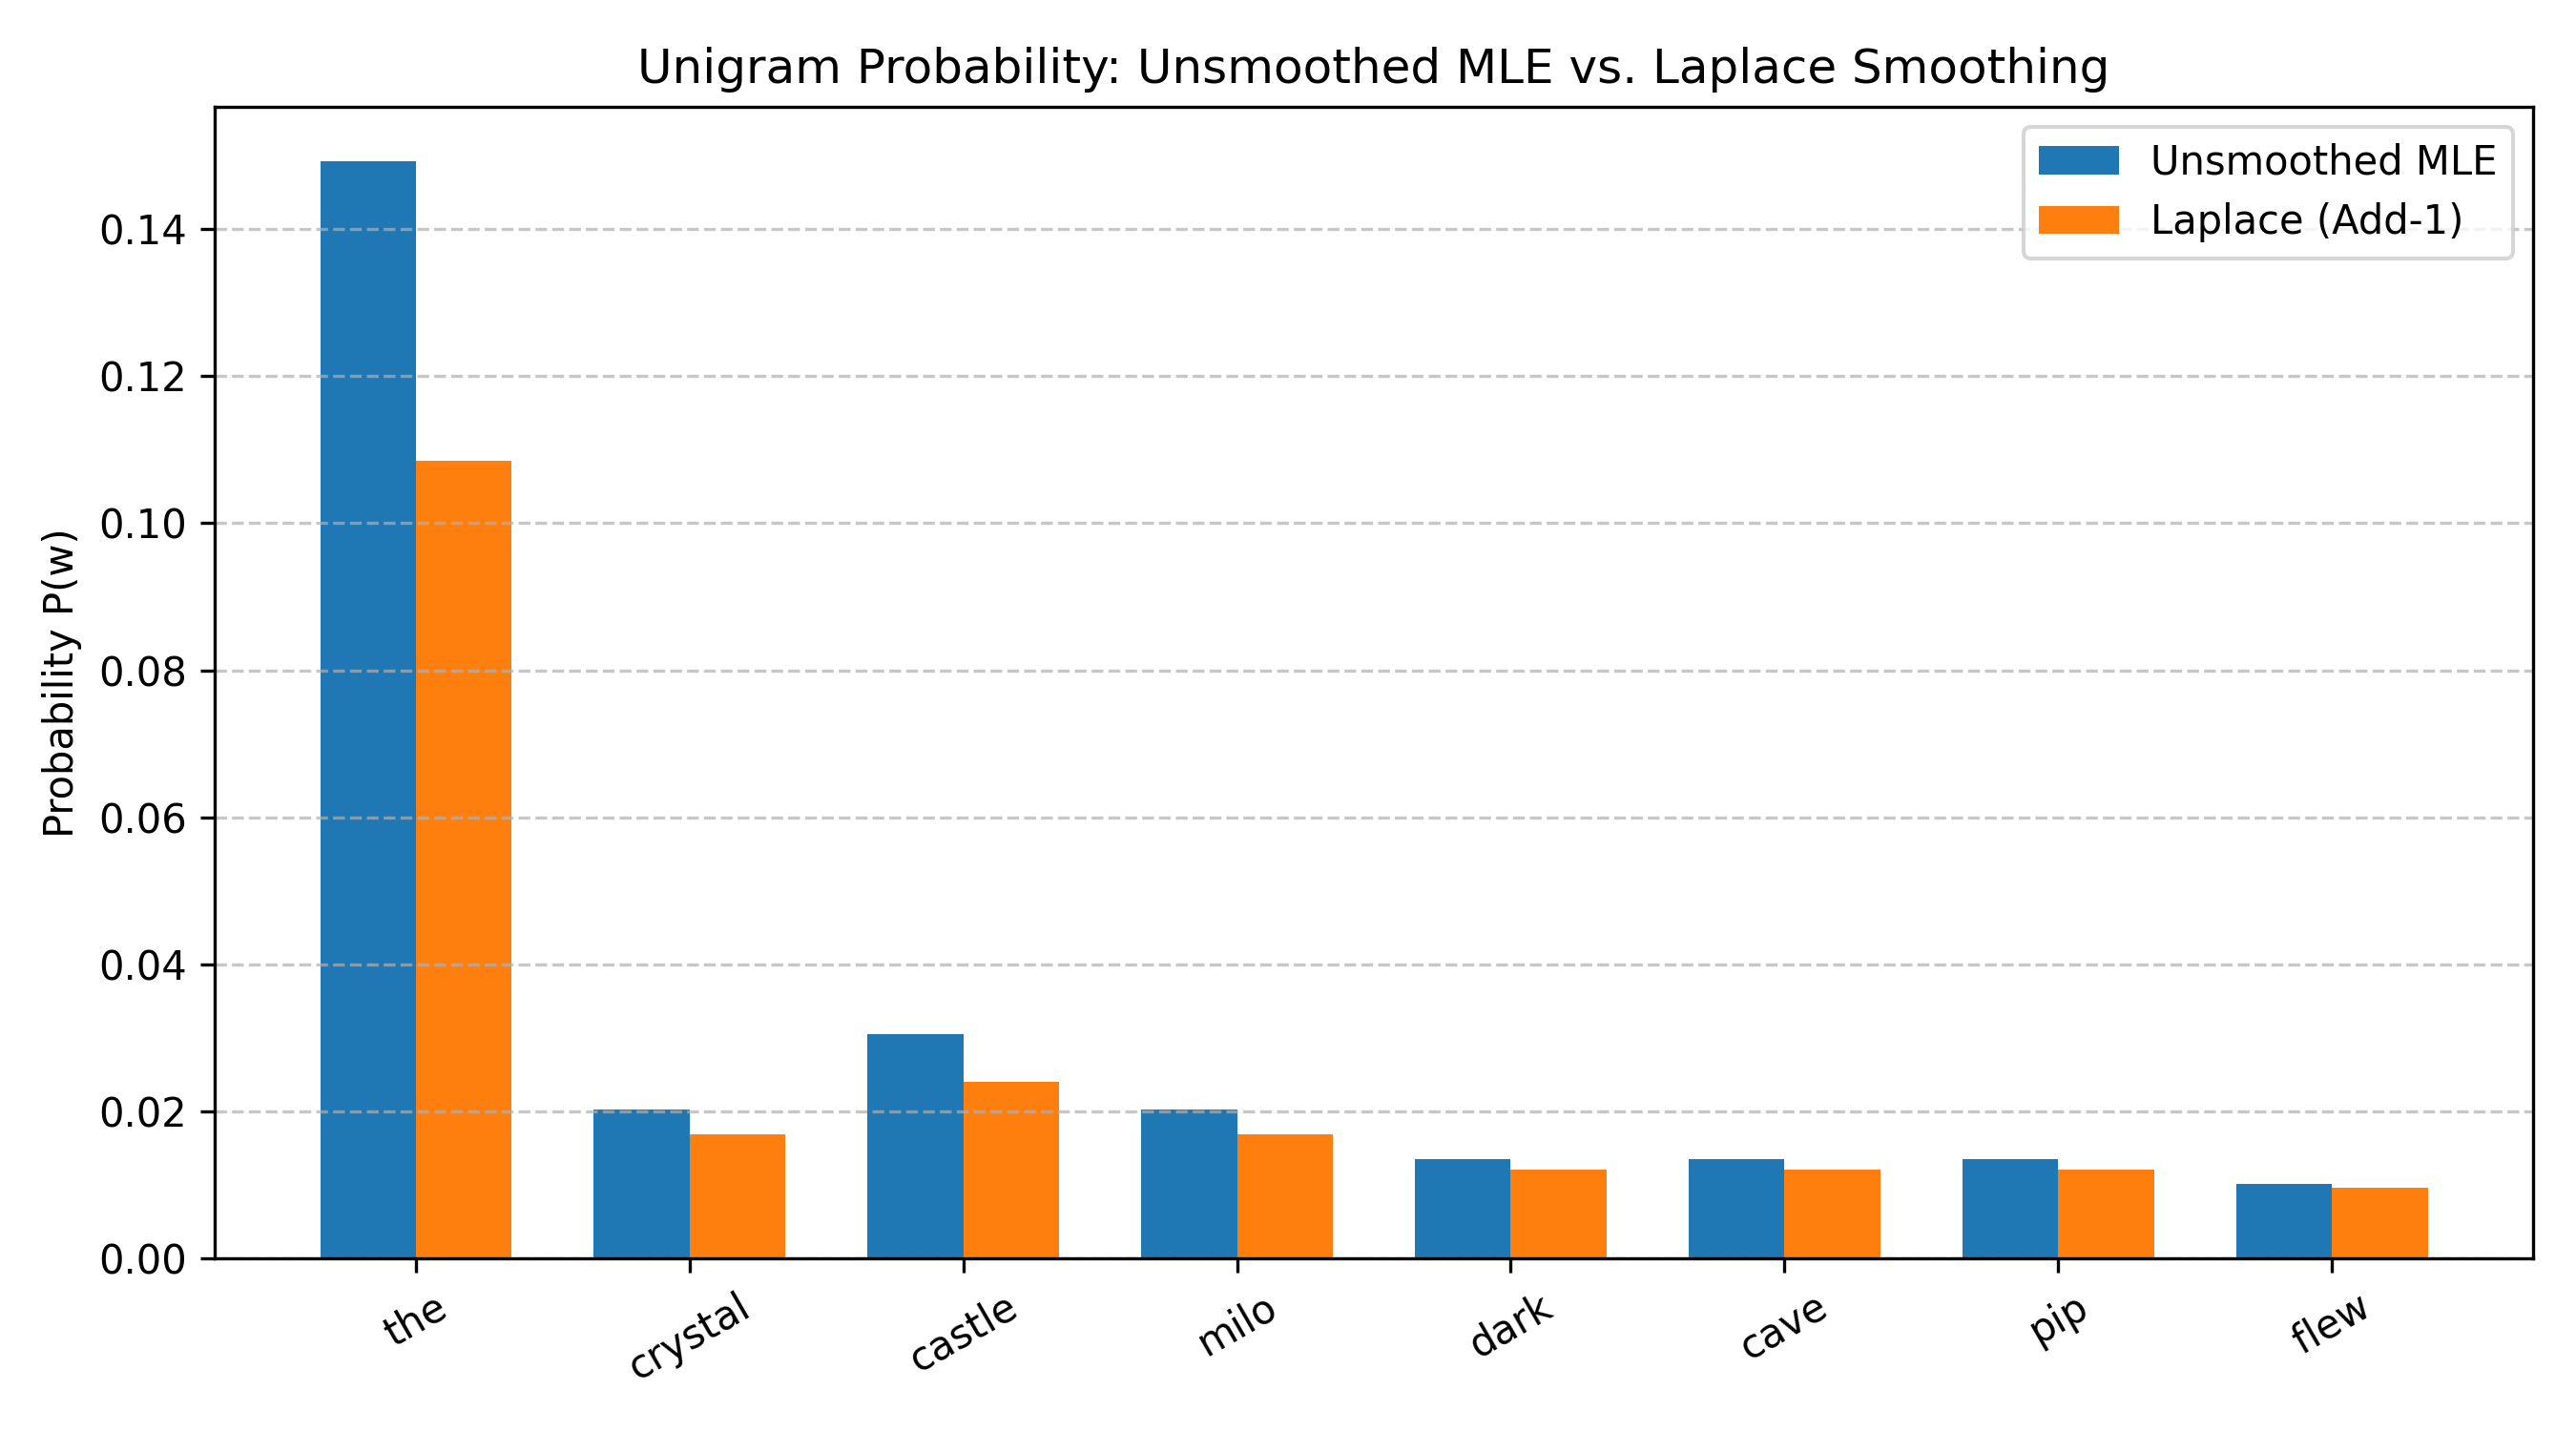 Unigram Probability: Unsmoothed MLE vs. Laplace Smoothing
Unsmoothed MLE
Laplace (Add-1)
Probability P(w)
0.14
0.12
0.10
0.08
0.06
0.04
0.02
0.00
the
crystal
castle
milo
dark
cave
pip
flew